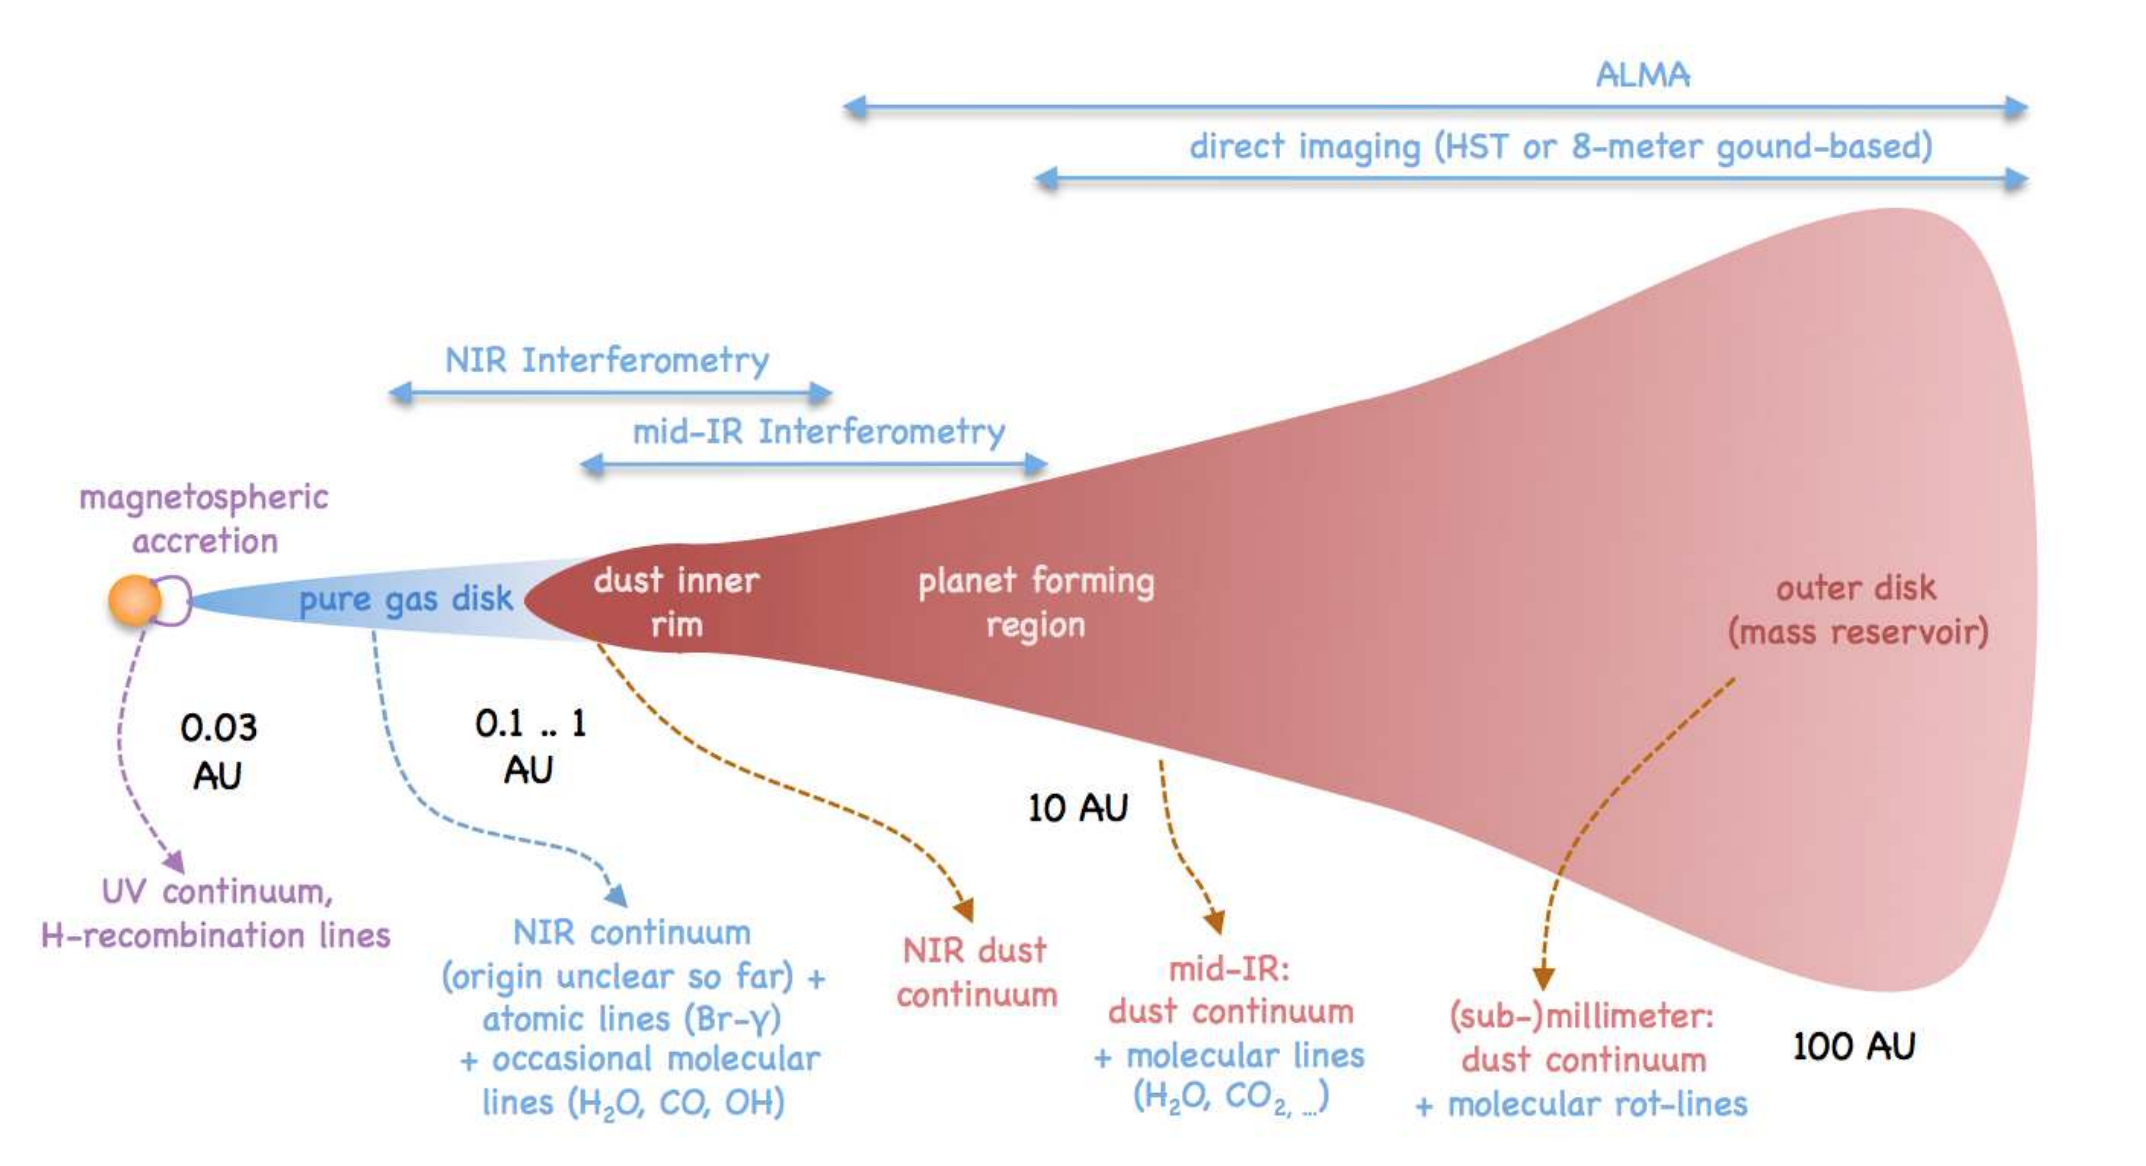 ALMA
direct imaging (HST or 8-meter gound-based)
NIR Interferometry
mid-IR Interferometry
magnetospheric
accretion
pure gas disk
dust inner
rim
planet forming
region
outer disk
(mass reservoir)
0.03
AU
0.1 .. 1
AU
10 AU
100 AU
UV continuum,
H-recombination lines
NIR continuum
(origin unclear so far) +
atomic lines (Br-γ)
+ occasional molecular
lines (H₂O, CO, OH)
NIR dust
continuum
mid-IR:
dust continuum
+ molecular lines
(H₂O, CO₂, ...)
(sub-)millimeter:
dust continuum
+ molecular rot-lines